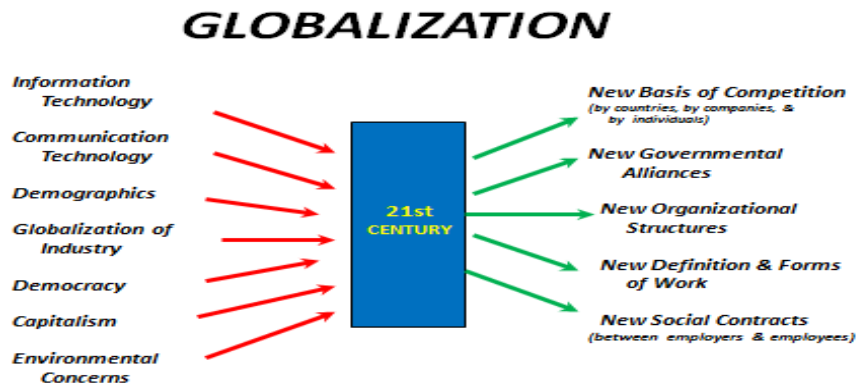 GLOBALIZATION
Information
Technology
Communication
Technology
Demographics
Globalization of
Industry
Democracy
Capitalism
Environmental
Concerns
21st
CENTURY
New Basis of Competition
(by countries, by companies, &
by individuals)
New Governmental
Alliances
New Organizational
Structures
New Definition & Forms
of Work
New Social Contracts
(between employers & employees)